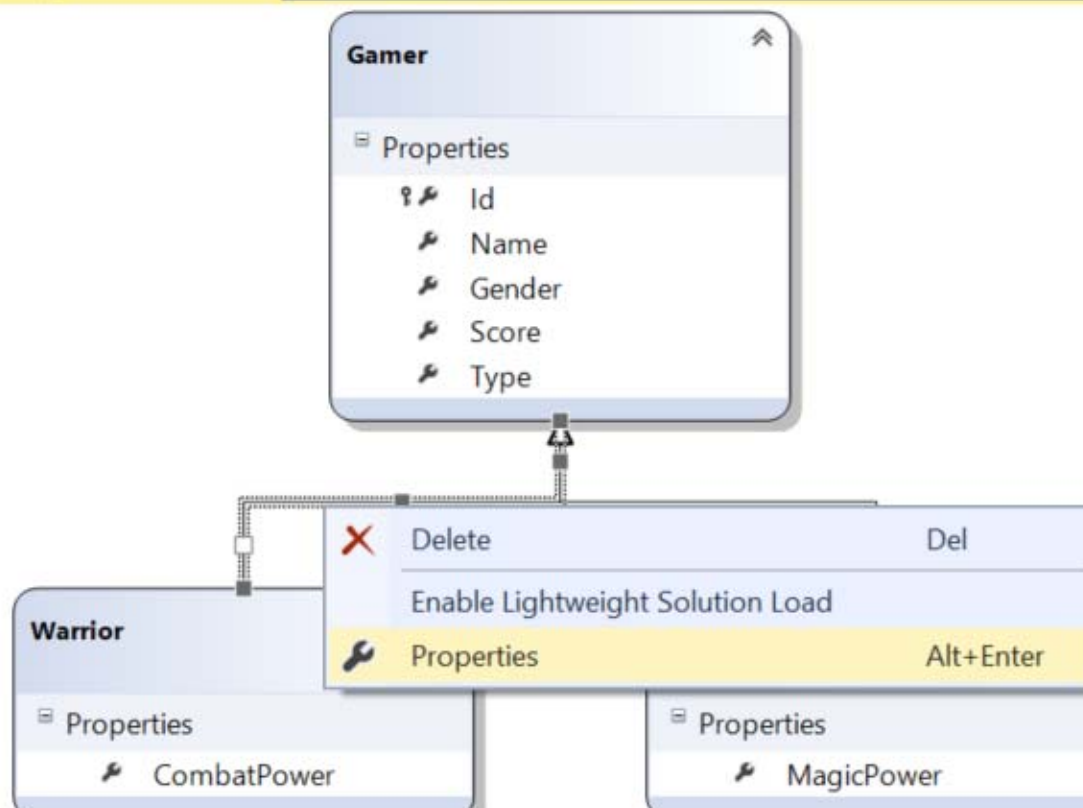 Gamer
Properties
Id
Name
Gender
Score
Type
Delete Del
Enable Lightweight Solution Load
Properties Alt+Enter
Warrior
Properties
CombatPower
Properties
MagicPower